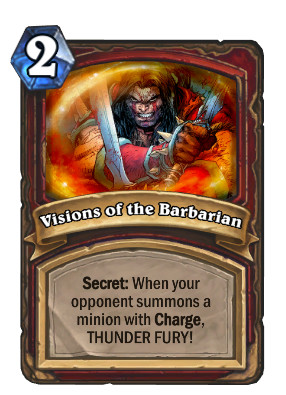 2
Visions of the Barbarian
Secret: When your
opponent summons a
minion with Charge,
THUNDER FURY!